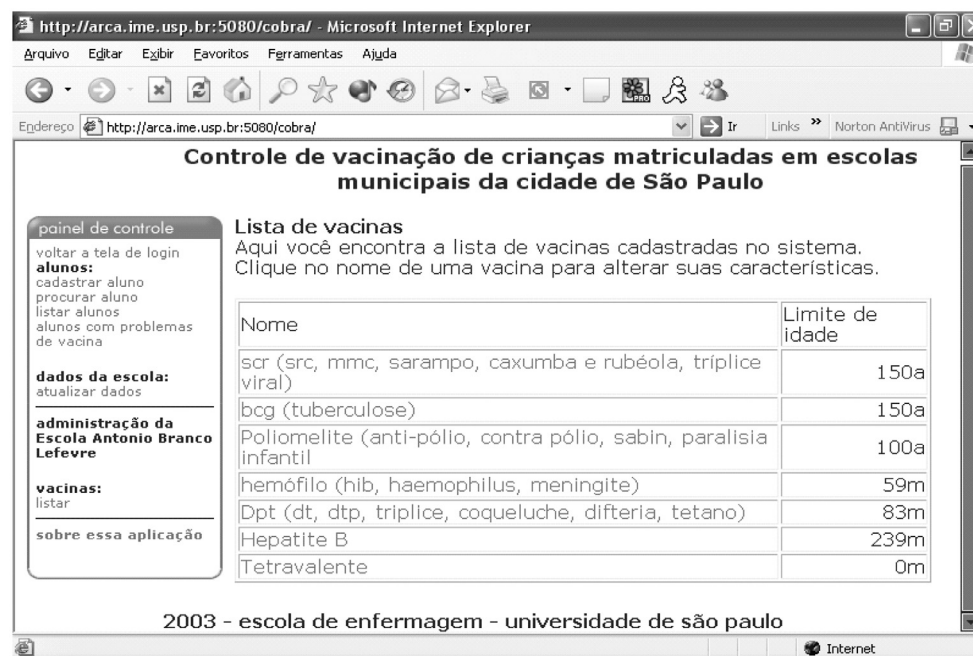 http://arca.ime.usp.br:5080/cobra/ - Microsoft Internet Explorer
Arquivo Editar Exibir Favoritos Ferramentas Ajuda
PRO
Endereço http://arca.ime.usp.br:5080/cobra/ Ir Links » Norton AntiVirus
Controle de vacinação de crianças matriculadas em escolas
municipais da cidade de São Paulo
painel de controle
voltar a tela de login
alunos:
cadastrar aluno
procurar aluno
listar alunos
alunos com problemas
de vacina
dados da escola:
atualizar dados
administração da
Escola Antonio Branco
Lefevre
vacinas:
listar
sobre essa aplicação
Lista de vacinas
Aqui você encontra a lista de vacinas cadastradas no sistema.
Clique no nome de uma vacina para alterar suas características.
Nome
Limite de
idade
scr (src, mmc, sarampo, caxumba e rubéola, tríplice
viral)
150a
bcg (tuberculose) 150a
Poliomelite (anti-pólio, contra pólio, sabin, paralisia
infantil
100a
hemófilo (hib, haemophilus, meningite) 59m
Dpt (dt, dtp, triplice, coqueluche, difteria, tetano) 83m
Hepatite B 239m
Tetravalente 0m
2003 - escola de enfermagem - universidade de são paulo
Internet